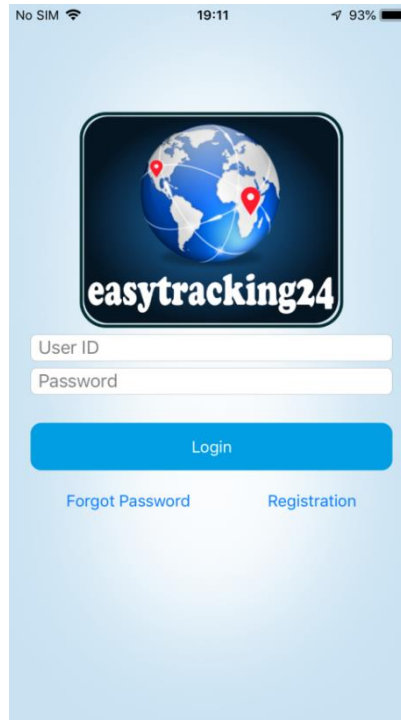 No SIM 19:11 93%
easytracking24
User ID
Password
Login
Forgot Password Registration